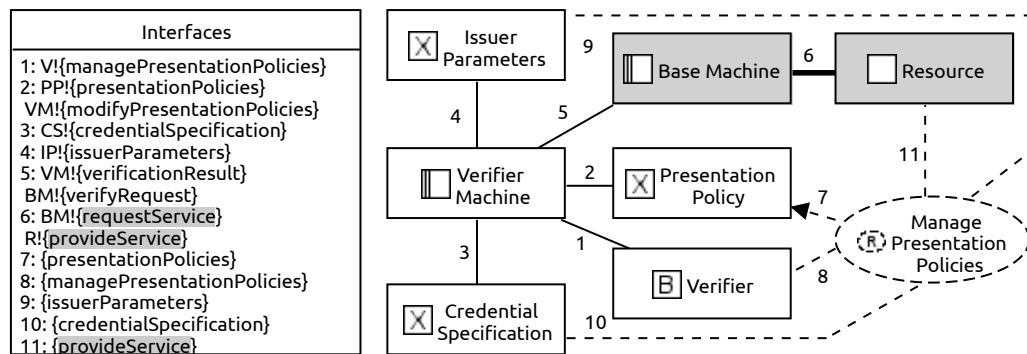 Interfaces
1: V!{managePresentationPolicies}
2: PP!{presentationPolicies}
VM!{modifyPresentationPolicies}
3: CS!{credentialSpecification}
4: IP!{issuerParameters}
5: VM!{verificationResult}
BM!{verifyRequest}
6: BM!{requestService}
R!{provideService}
7: {presentationPolicies}
8: {managePresentationPolicies}
9: {issuerParameters}
10: {credentialSpecification}
11: {provideService}
X Issuer
Parameters
9
Base Machine
6
Resource
4
5
11
Verifier
Machine
2
X Presentation
Policy
7
R Manage
Presentation
Policies
3
1
B Verifier
8
X Credential
Specification
10